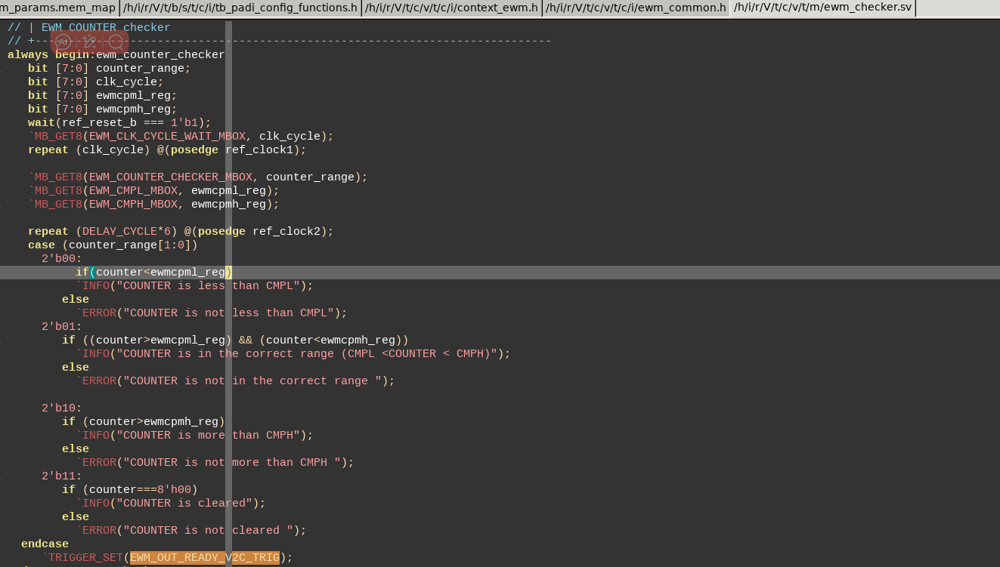 m_params.mem_map /h/i/r/V/t/b/s/t/c/i/tb_padi_config_functions.h /h/i/r/V/t/c/v/t/c/i/context_ewm.h /h/i/r/V/t/c/v/t/c/i/ewm_common.h /h/i/r/V/t/c/v/t/m/ewm_checker.sv
// | EWM COUNTER checker
// +----------------------------------------------------------------------------
always begin:ewm_counter_checker
   bit [7:0] counter_range;
   bit [7:0] clk_cycle;
   bit [7:0] ewmcpml_reg;
   bit [7:0] ewmcpmh_reg;
   wait(ref_reset_b === 1'b1);
   `MB_GET8(EWM_CLK_CYCLE_WAIT_MBOX, clk_cycle);
   repeat (clk_cycle) @(posedge ref_clock1);

   `MB_GET8(EWM_COUNTER_CHECKER_MBOX, counter_range);
   `MB_GET8(EWM_CMPL_MBOX, ewmcpml_reg);
   `MB_GET8(EWM_CMPH_MBOX, ewmcpmh_reg);

   repeat (DELAY_CYCLE*6) @(posedge ref_clock2);
   case (counter_range[1:0])
     2'b00:
          if(counter<ewmcpml_reg)
          `INFO("COUNTER is less than CMPL");
        else
          `ERROR("COUNTER is not less than CMPL");
     2'b01:
        if ((counter>ewmcpml_reg) && (counter<ewmcpmh_reg))
          `INFO("COUNTER is in the correct range (CMPL <COUNTER < CMPH)");
        else
          `ERROR("COUNTER is not in the correct range ");

     2'b10:
        if (counter>ewmcpmh_reg)
          `INFO("COUNTER is more than CMPH");
        else
          `ERROR("COUNTER is not more than CMPH ");
     2'b11:
        if (counter===8'h00)
          `INFO("COUNTER is cleared");
        else
          `ERROR("COUNTER is not cleared ");
  endcase
     `TRIGGER_SET(EWM_OUT_READY_V2C_TRIG);